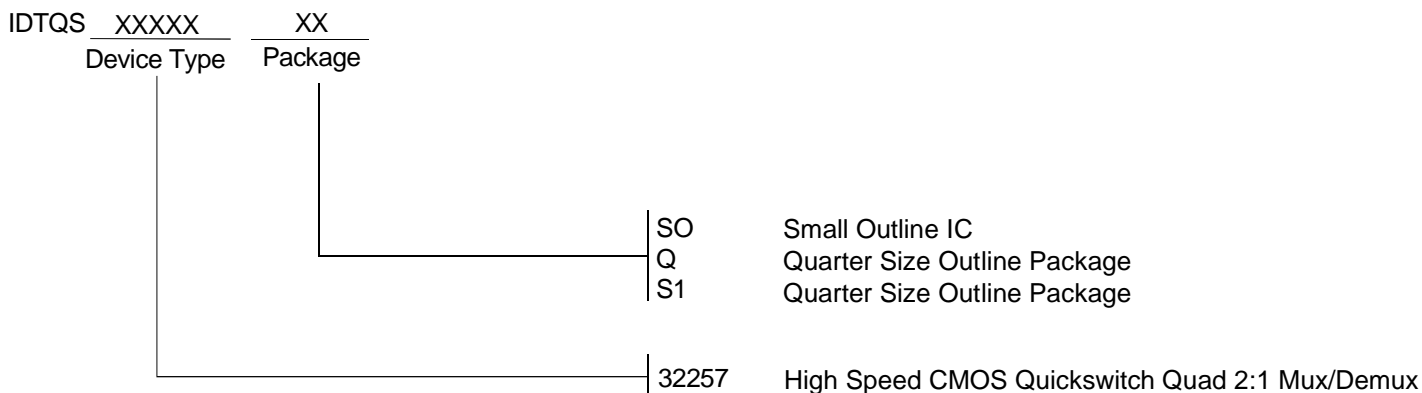 IDTQS XXXXX XX
Device Type Package
SO Small Outline IC
Q Quarter Size Outline Package
S1 Quarter Size Outline Package
32257 High Speed CMOS Quickswitch Quad 2:1 Mux/Demux